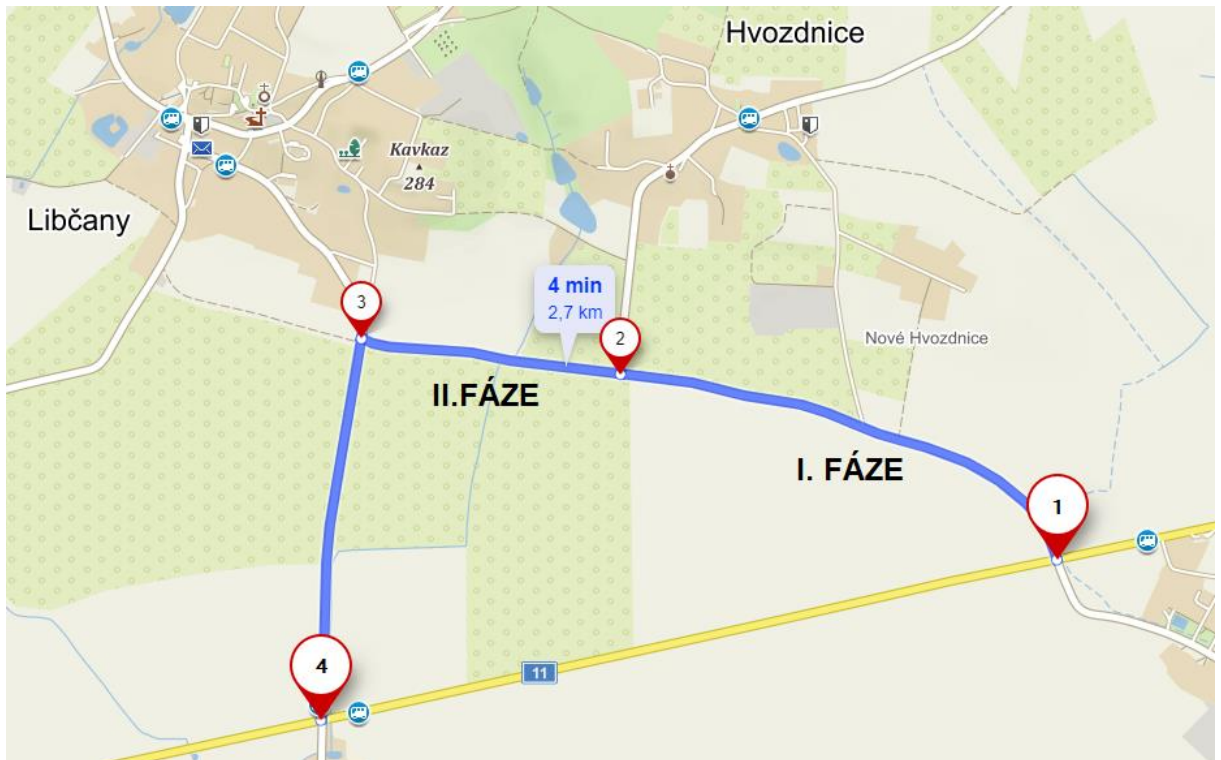 Hvozdnice
Kavkaz
284
Libčany
4 min
2,7 km
3
2
Nové Hvozdnice
II.FÁZE
I. FÁZE
1
4
11